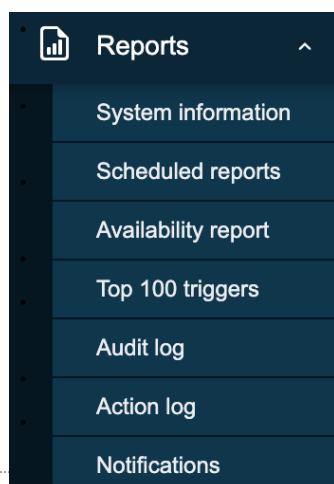 Reports
System information
Scheduled reports
Availability report
Top 100 triggers
Audit log
Action log
Notifications